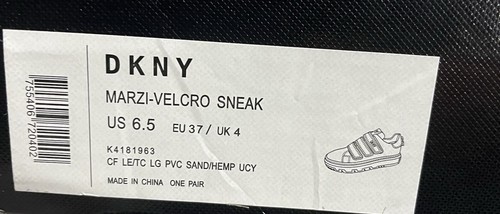 DKNY
MARZI-VELCRO SNEAK
US 6.5 EU 37 / UK 4
K4181963
CF LE/TC LG PVC SAND/HEMP UCY
MADE IN CHINA ONE PAIR
755406720402